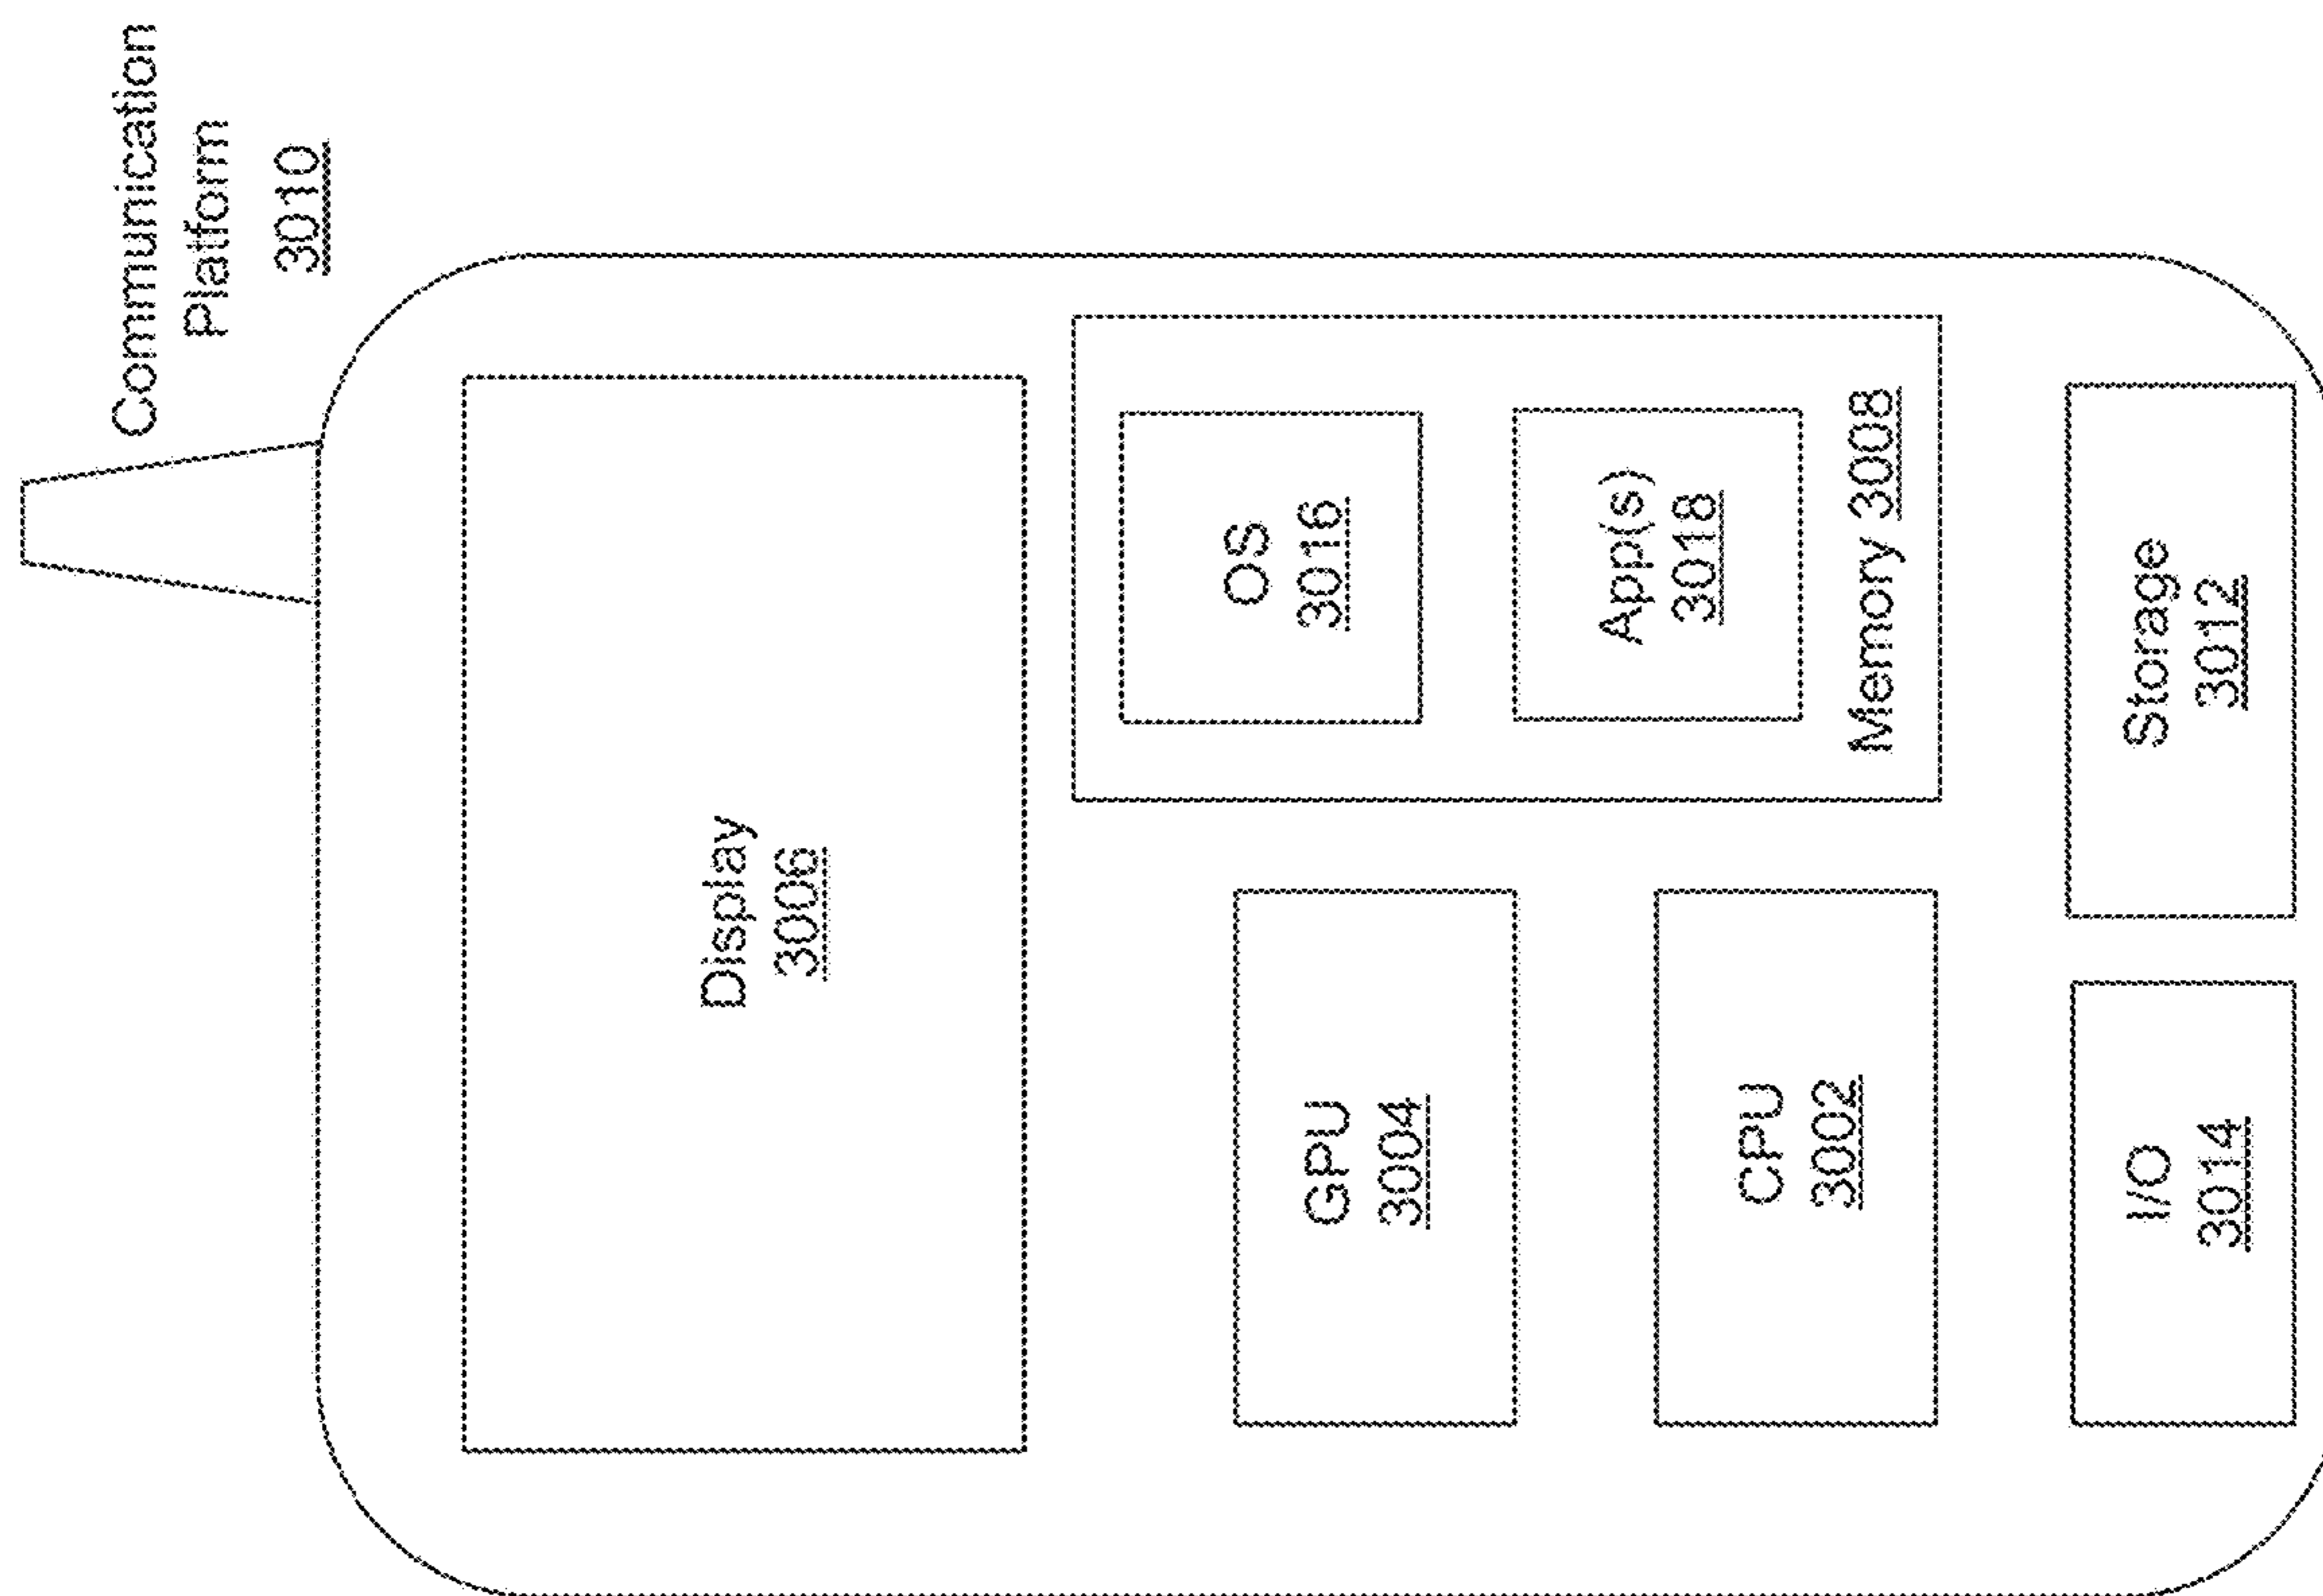 Communication
Platform
3010
Display
3006
GPU
3004
OS
3016
App(s)
3018
Memory 3008
CPU
3002
I/O
3014
Storage
3012